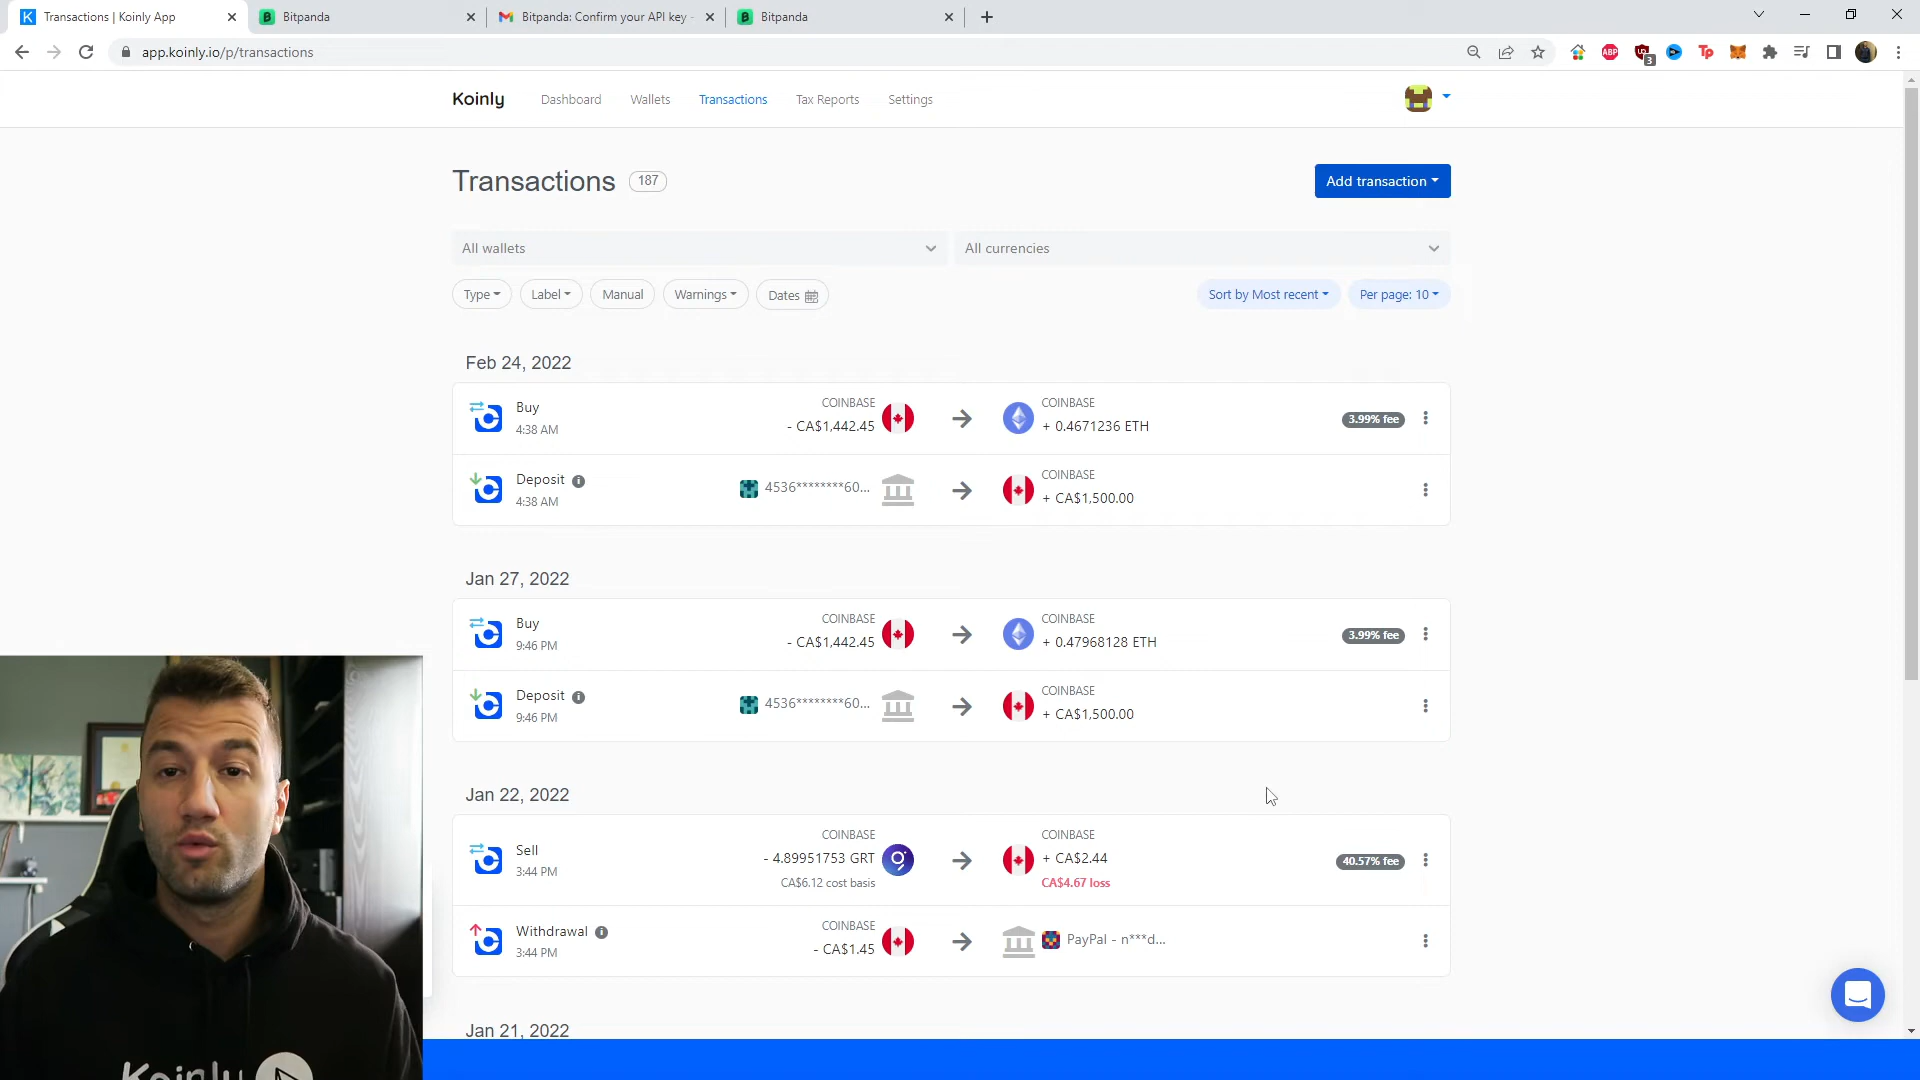 Transactions | Koinly App
Bitpanda
Bitpanda: Confirm your API key -
Bitpanda
app.koinly.io/p/transactions
ABP
3
Tp
Koinly
Dashboard
Wallets
Transactions
Tax Reports
Settings
Transactions 187
Add transaction
All wallets
All currencies
Type
Label
Manual
Warnings
Dates
Sort by Most recent
Per page: 10
Feb 24, 2022
Buy
4:38 AM
COINBASE
- CA$1,442.45
COINBASE
+ 0.4671236 ETH
3.99% fee
Deposit
4:38 AM
4536********60...
COINBASE
+ CA$1,500.00
Jan 27, 2022
Buy
9:46 PM
COINBASE
- CA$1,442.45
COINBASE
+ 0.47968128 ETH
3.99% fee
Deposit
9:46 PM
4536********60...
COINBASE
+ CA$1,500.00
Jan 22, 2022
Sell
3:44 PM
COINBASE
- 4.89951753 GRT
CA$6.12 cost basis
COINBASE
+ CA$2.44
CA$4.67 loss
40.57% fee
Withdrawal
3:44 PM
COINBASE
- CA$1.45
PayPal - n***d...
Jan 21, 2022
Koinly